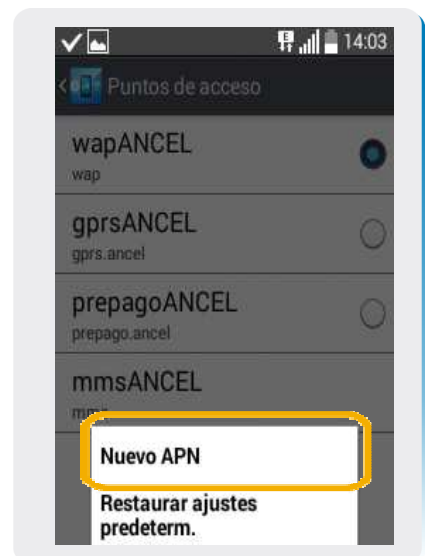 14:03
Puntos de acceso
wapANCEL
wap
gprsANCEL
gprs.ancel
prepagoANCEL
prepago.ancel
mmsANCEL
Nuevo APN
Restaurar ajustes
predeterm.